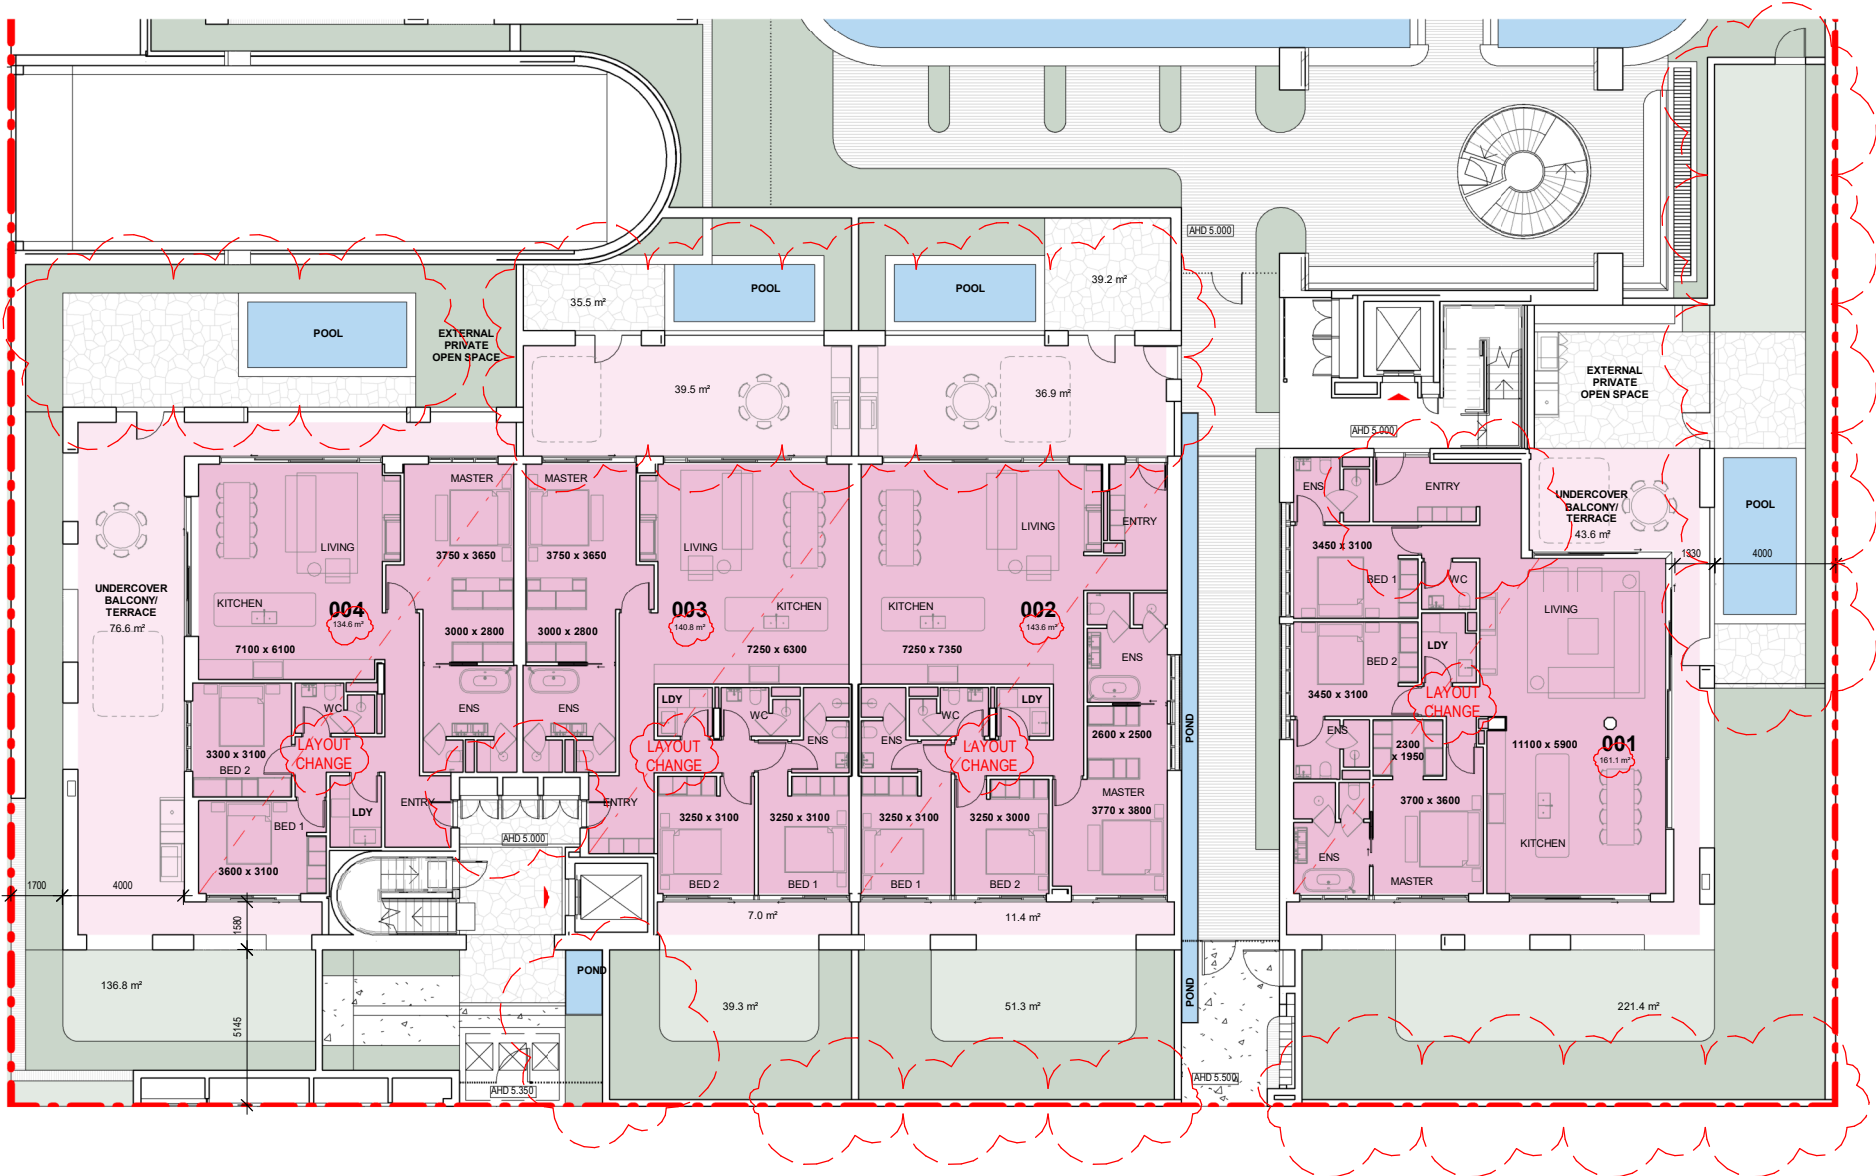 AHD 5.000
39.2 m²
35.5 m²
POOL
POOL
POOL
EXTERNAL
PRIVATE
OPEN SPACE
39.5 m²
36.9 m²
EXTERNAL
PRIVATE
OPEN SPACE
AHD 5.000
MASTER
MASTER
ENS
ENTRY
UNDERCOVER
BALCONY/
TERRACE
43.6 m²
POOL
LIVING
3750 x 3650
3750 x 3650
LIVING
LIVING
ENTRY
3450 x 3100
1330
4000
BED 1
WC
UNDERCOVER
BALCONY/
TERRACE
76.6 m²
KITCHEN
004
134.6 m²
7100 x 6100
3000 x 2800
3000 x 2800
003
140.8 m²
KITCHEN
7250 x 6300
KITCHEN
7250 x 7350
002
143.6 m²
ENS
LIVING
LDY
BED 2
3450 x 3100
LAYOUT
CHANGE
WC
ENS
ENS
LDY
WC
ENS
ENS
WC
LDY
2600 x 2500
POND
ENS
2300
x 1950
11100 x 5900
001
161.1 m²
LAYOUT
CHANGE
LAYOUT
CHANGE
LAYOUT
CHANGE
3300 x 3100
BED 2
BED 1
LDY
ENTRY
ENTRY
MASTER
3770 x 3800
3700 x 3600
3250 x 3100
3250 x 3100
3250 x 3100
3250 x 3000
AHD 5.000
KITCHEN
ENS
MASTER
3600 x 3100
BED 2
BED 1
BED 1
BED 2
1700
4000
1580
7.0 m²
11.4 m²
POND
POND
136.8 m²
39.3 m²
51.3 m²
221.4 m²
5145
AHD 5.350
AHD 5.500